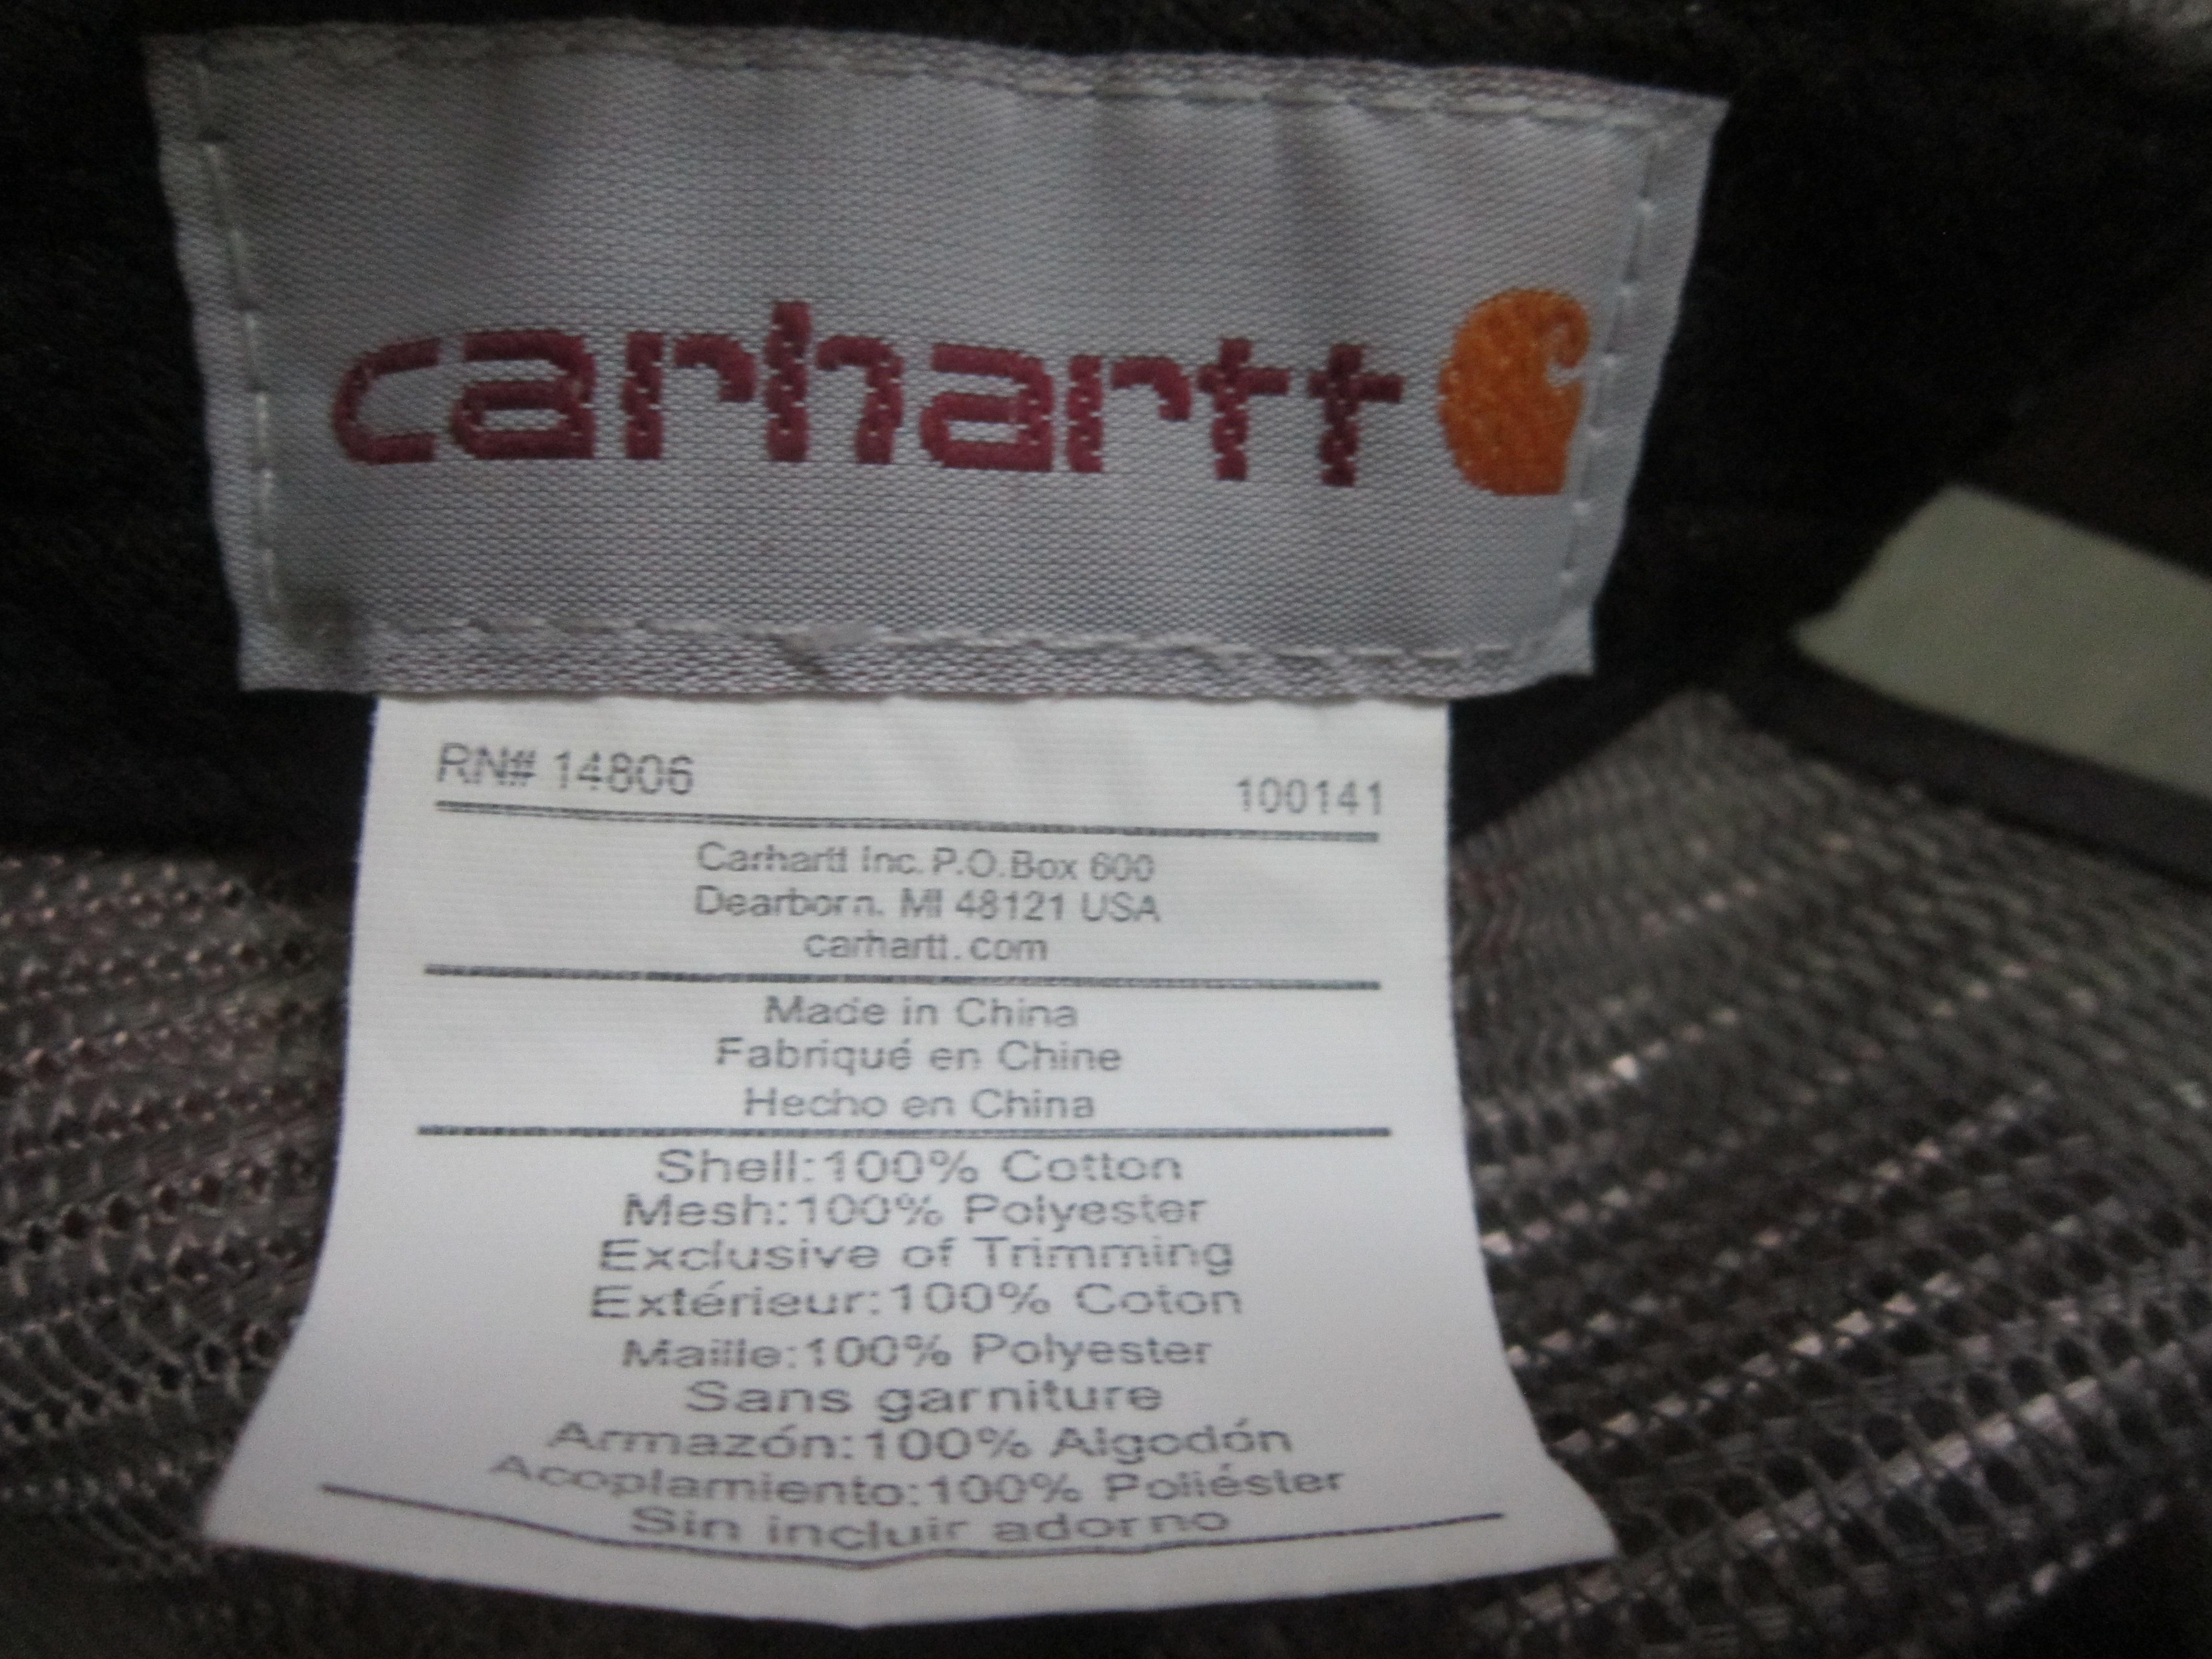 carhartt
RN# 14806 100141
Carhartt Inc. P.O.Box 600
Dearborn. MI 48121 USA
carhartt.com
Made in China
Fabriqué en Chine
Hecho en China
Shell:100% Cotton
Mesh:100% Polyester
Exclusive of Trimming
Extérieur:100% Coton
Maille:100% Polyester
Sans garniture
Armazón:100% Algodón
Acoplamiento:100% Poliéster
Sin incluir adorno